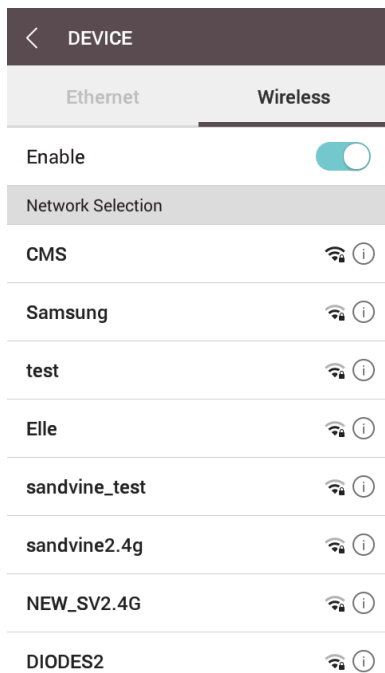 DEVICE
Ethernet Wireless
Enable
Network Selection
CMS
Samsung
test
Elle
sandvine_test
sandvine2.4g
NEW_SV2.4G
DIODES2